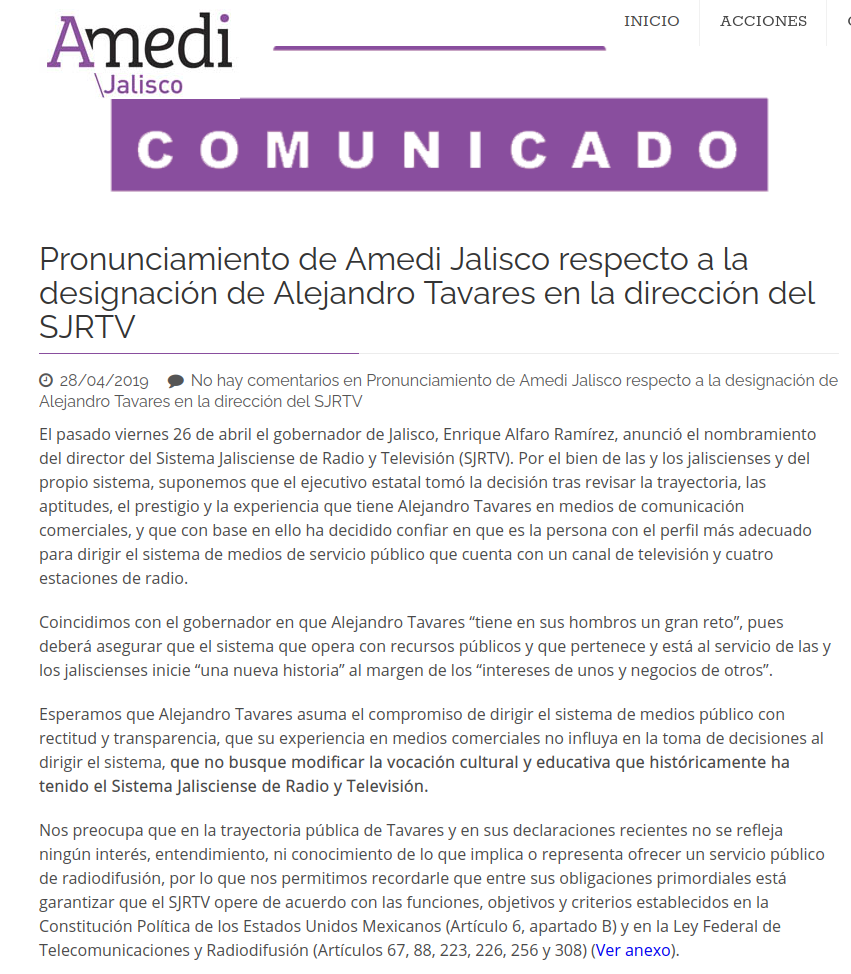 Amedi
\Jalisco
INICIO
ACCIONES
COMUNICADO
Pronunciamiento de Amedi Jalisco respecto a la
designación de Alejandro Tavares en la dirección del
SJRTV
28/04/2019 No hay comentarios en Pronunciamiento de Amedi Jalisco respecto a la designación de
Alejandro Tavares en la dirección del SJRTV
El pasado viernes 26 de abril el gobernador de Jalisco, Enrique Alfaro Ramírez, anunció el nombramiento
del director del Sistema Jalisciense de Radio y Televisión (SJRTV). Por el bien de las y los jaliscienses y del
propio sistema, suponemos que el ejecutivo estatal tomó la decisión tras revisar la trayectoria, las
aptitudes, el prestigio y la experiencia que tiene Alejandro Tavares en medios de comunicación
comerciales, y que con base en ello ha decidido confiar en que es la persona con el perfil más adecuado
para dirigir el sistema de medios de servicio público que cuenta con un canal de televisión y cuatro
estaciones de radio.
Coincidimos con el gobernador en que Alejandro Tavares “tiene en sus hombros un gran reto”, pues
deberá asegurar que el sistema que opera con recursos públicos y que pertenece y está al servicio de las y
los jaliscienses inicie “una nueva historia” al margen de los “intereses de unos y negocios de otros”.
Esperamos que Alejandro Tavares asuma el compromiso de dirigir el sistema de medios público con
rectitud y transparencia, que su experiencia en medios comerciales no influya en la toma de decisiones al
dirigir el sistema, que no busque modificar la vocación cultural y educativa que históricamente ha
tenido el Sistema Jalisciense de Radio y Televisión.
Nos preocupa que en la trayectoria pública de Tavares y en sus declaraciones recientes no se refleja
ningún interés, entendimiento, ni conocimiento de lo que implica o representa ofrecer un servicio público
de radiodifusión, por lo que nos permitimos recordarle que entre sus obligaciones primordiales está
garantizar que el SJRTV opere de acuerdo con las funciones, objetivos y criterios establecidos en la
Constitución Política de los Estados Unidos Mexicanos (Artículo 6, apartado B) y en la Ley Federal de
Telecomunicaciones y Radiodifusión (Artículos 67, 88, 223, 226, 256 y 308) (Ver anexo).